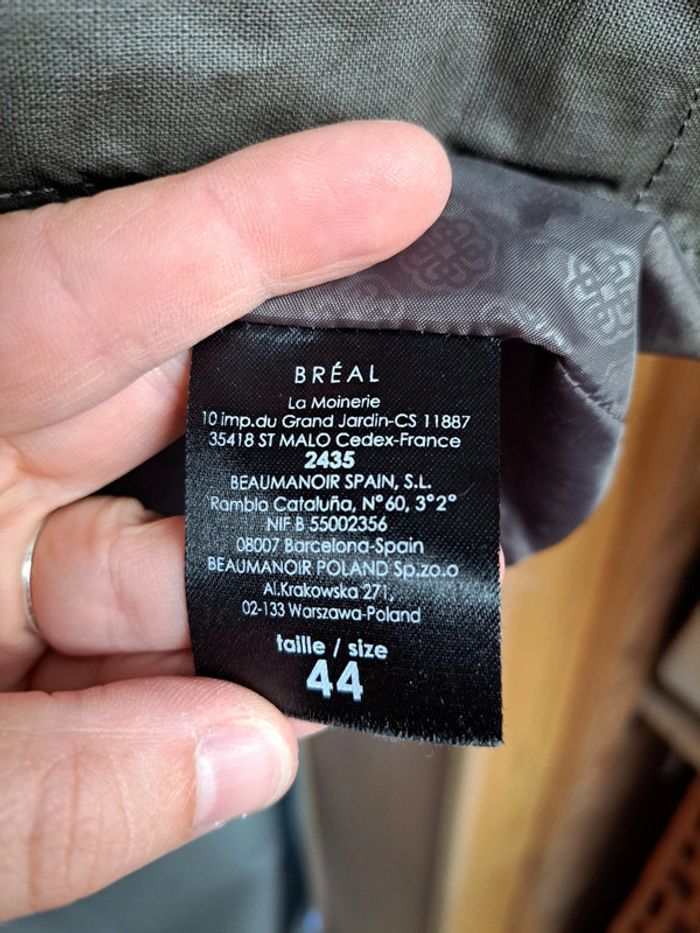 BRÉAL
La Moinerie
10 imp.du Grand Jardin-CS 11887
35418 ST MALO Cedex-France
2435
BEAUMANOIR SPAIN, S.L.
Rambla Cataluña, N°60, 3°2°
NIF B 55002356
08007 Barcelona-Spain
BEAUMANOIR POLAND Sp.zo.o
Al.Krakowska 271,
02-133 Warszawa-Poland
taille / size
44